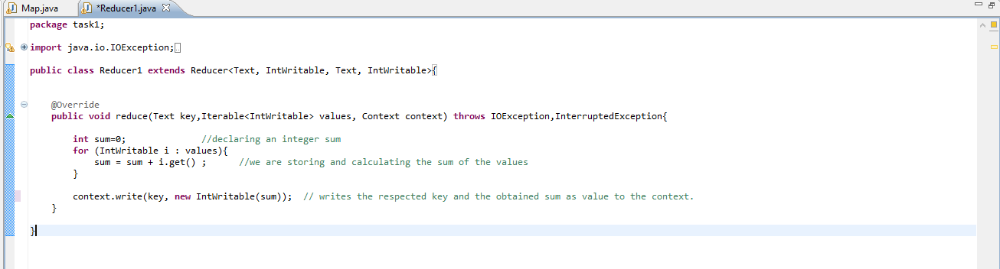 Map.java *Reducer1.java
package task1;
import java.io.IOException;
public class Reducer1 extends Reducer<Text, IntWritable, Text, IntWritable>{
@Override
public void reduce(Text key,Iterable<IntWritable> values, Context context) throws IOException,InterruptedException{
int sum=0; //declaring an integer sum
for (IntWritable i : values){
sum = sum + i.get() ; //we are storing and calculating the sum of the values
}
context.write(key, new IntWritable(sum)); // writes the respected key and the obtained sum as value to the context.
}
}